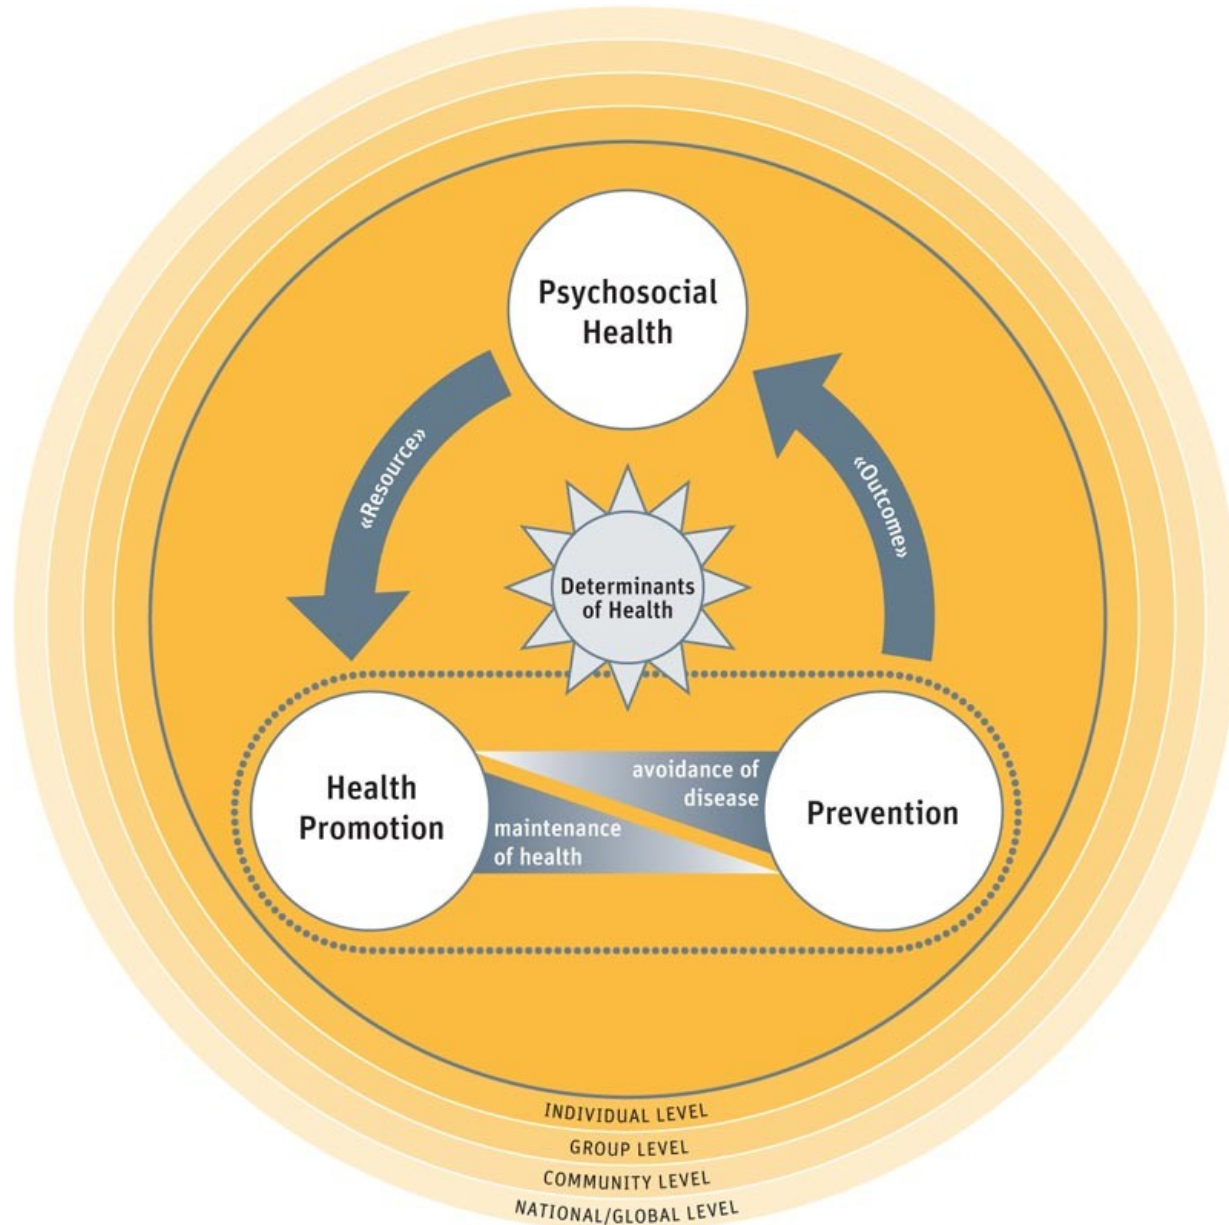 Psychosocial
Health
«Resource»
«Outcome»
Determinants
of Health
Health
Promotion
avoidance of
disease
maintenance
of health
Prevention
INDIVIDUAL LEVEL
GROUP LEVEL
COMMUNITY LEVEL
NATIONAL/GLOBAL LEVEL